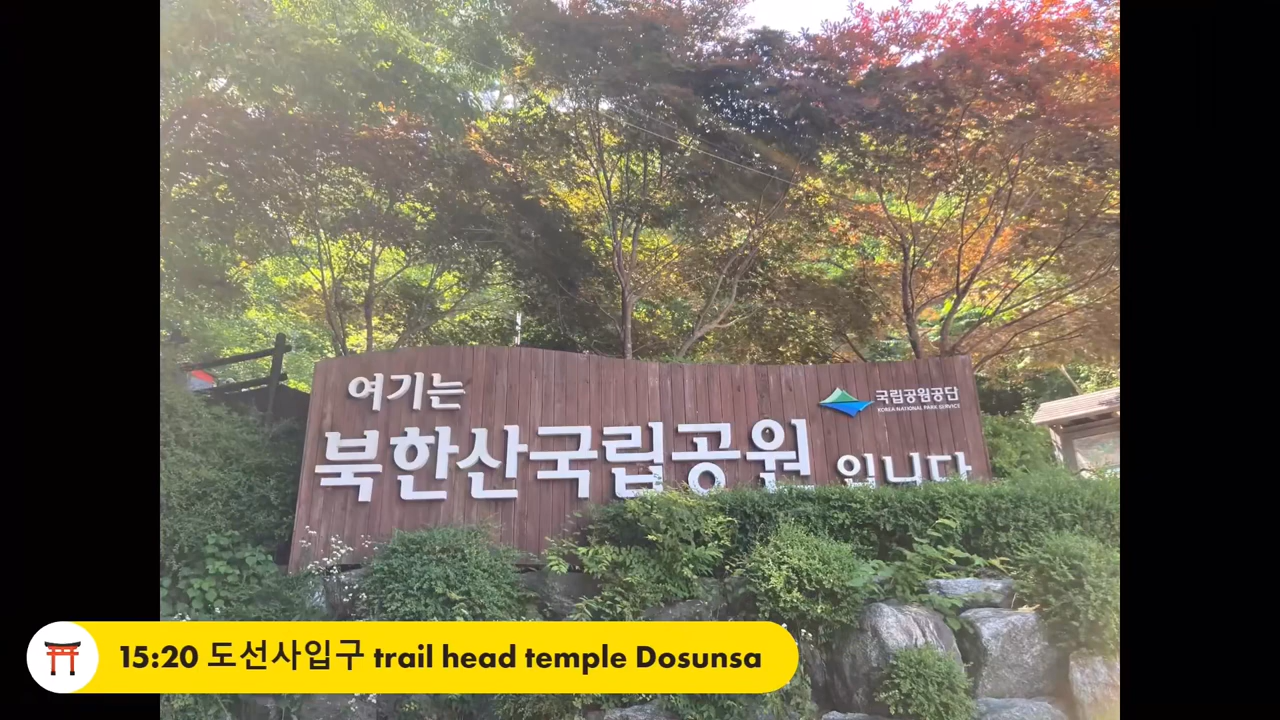 여기는
국립공원공단
KOREA NATIONAL PARK SERVICE
북한산국립공원 입니다
15:20 도선사입구 trail head temple Dosunsa